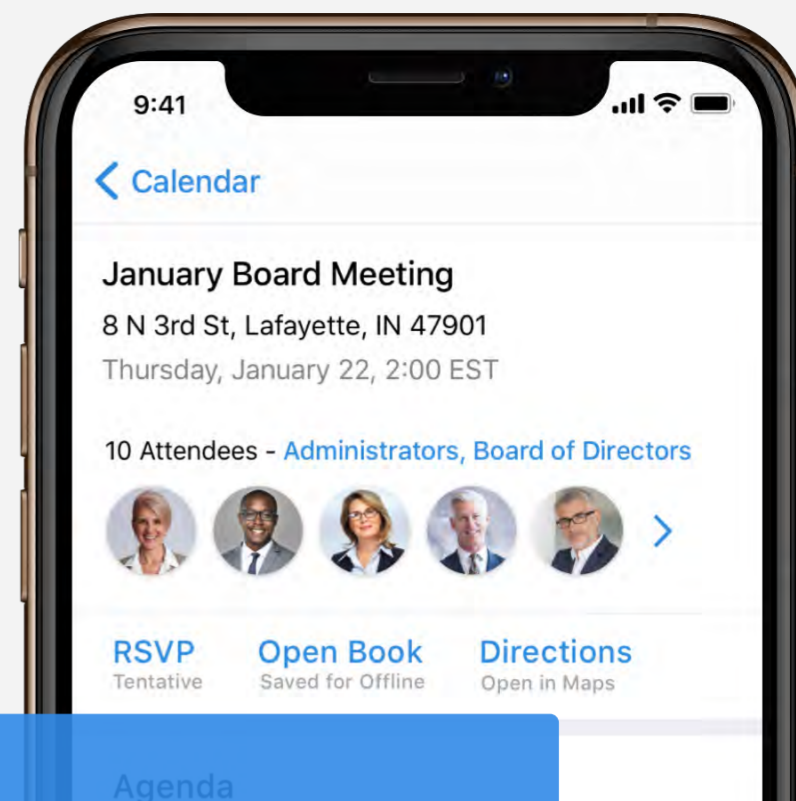 9:41
Calendar
January Board Meeting
8 N 3rd St, Lafayette, IN 47901
Thursday, January 22, 2:00 EST
10 Attendees - Administrators, Board of Directors
RSVP Open Book Directions
Tentative Saved for Offline Open in Maps
Agenda